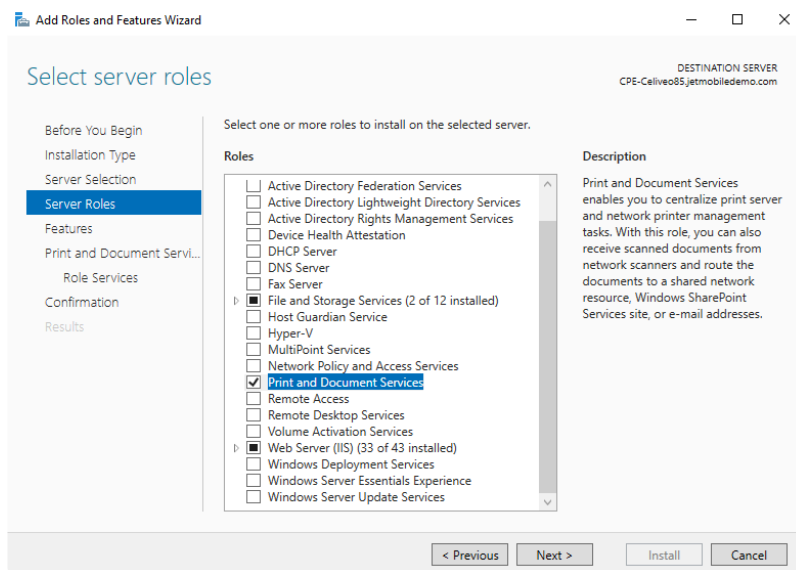 Add Roles and Features Wizard
Select server roles
DESTINATION SERVER
CPE-Celiveo85.jetmobiledemo.com
Before You Begin
Installation Type
Server Selection
Server Roles
Features
Print and Document Servi...
Role Services
Confirmation
Results
Select one or more roles to install on the selected server.
Roles
Active Directory Federation Services
Active Directory Lightweight Directory Services
Active Directory Rights Management Services
Device Health Attestation
DHCP Server
DNS Server
Fax Server
File and Storage Services (2 of 12 installed)
Host Guardian Service
Hyper-V
MultiPoint Services
Network Policy and Access Services
Print and Document Services
Remote Access
Remote Desktop Services
Volume Activation Services
Web Server (IIS) (33 of 43 installed)
Windows Deployment Services
Windows Server Essentials Experience
Windows Server Update Services
Description
Print and Document Services
enables you to centralize print server
and network printer management
tasks. With this role, you can also
receive scanned documents from
network scanners and route the
documents to a shared network
resource, Windows SharePoint
Services site, or e-mail addresses.
< Previous
Next >
Install
Cancel